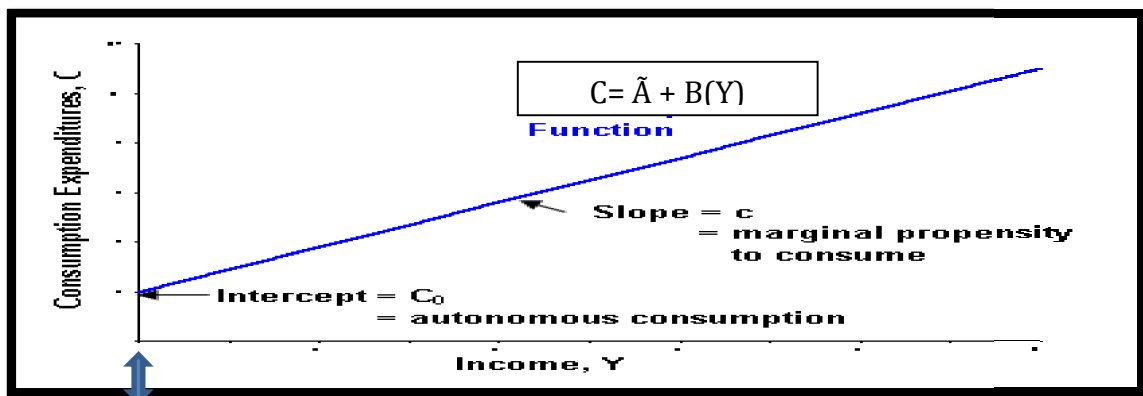 C= Ã + B(Y)
Function
Consumption Expenditures, C
Slope = c
= marginal propensity
to consume
Intercept = C₀
= autonomous consumption
Income, Y